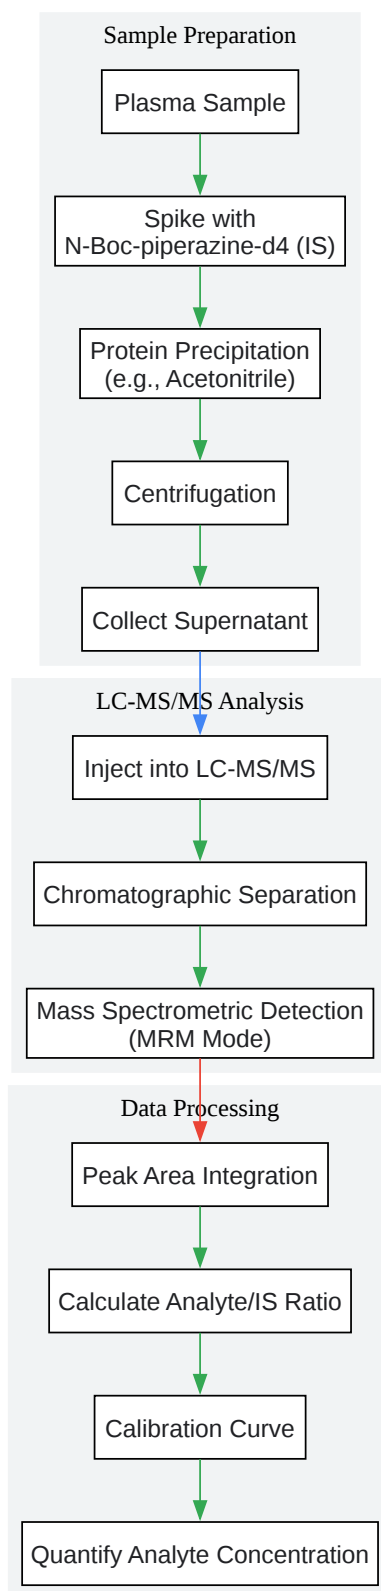 Sample Preparation
Plasma Sample
Spike with
N-Boc-piperazine-d4 (IS)
Protein Precipitation
(e.g., Acetonitrile)
Centrifugation
Collect Supernatant
LC-MS/MS Analysis
Inject into LC-MS/MS
Chromatographic Separation
Mass Spectrometric Detection
(MRM Mode)
Data Processing
Peak Area Integration
Calculate Analyte/IS Ratio
Calibration Curve
Quantify Analyte Concentration